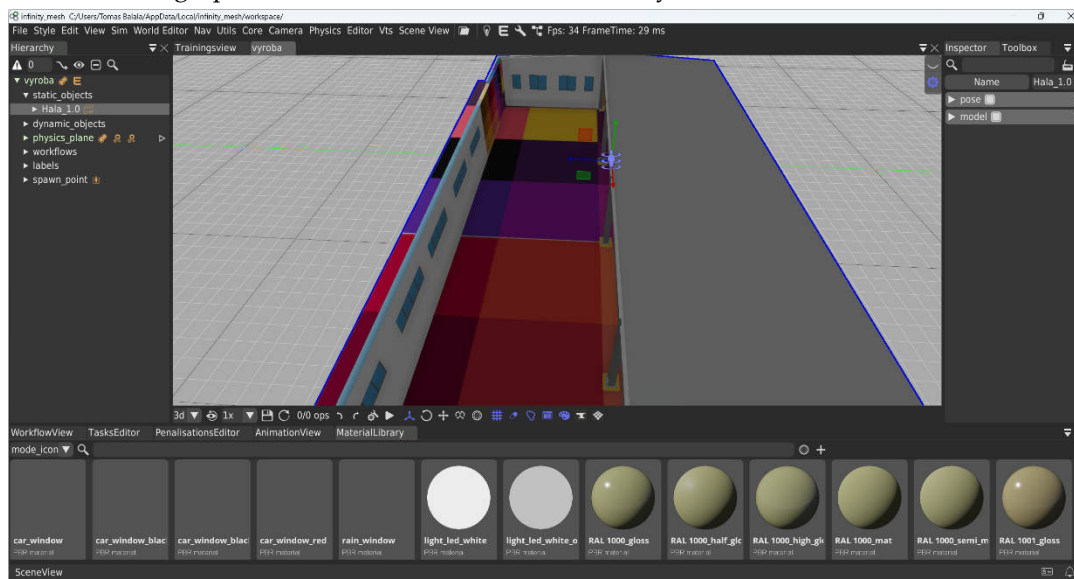 infinity_mesh C:/Users/Tomas Balala/AppData/Local/infinity_mesh/workspace/
File Style Edit View Sim World Editor Nav Utils Core Camera Physics Editor Vts Scene View E Fps: 34 FrameTime: 29 ms
Hierarchy Trainingsview vyroba Inspector Toolbox
0
Name Hala_1.0
vyroba E
pose
static_objects
model
Hala_1.0
dynamic_objects
physics_plane
workflows
labels
spawn_point
3d 1x 0/0 ops
WorkflowView TasksEditor PenalisationsEditor AnimationView MaterialLibrary
mode_icon
car_window car_window_blac car_window_blac car_window_red rain_window light_led_white light_led_white_o RAL 1000_gloss RAL 1000_half_glc RAL 1000_high_glo RAL 1000_mat RAL 1000_semi_m RAL 1001_gloss
PBR material PBR material PBR material PBR material PBR material PBR material PBR material PBR material PBR material PBR material PBR material PBR material PBR material
SceneView